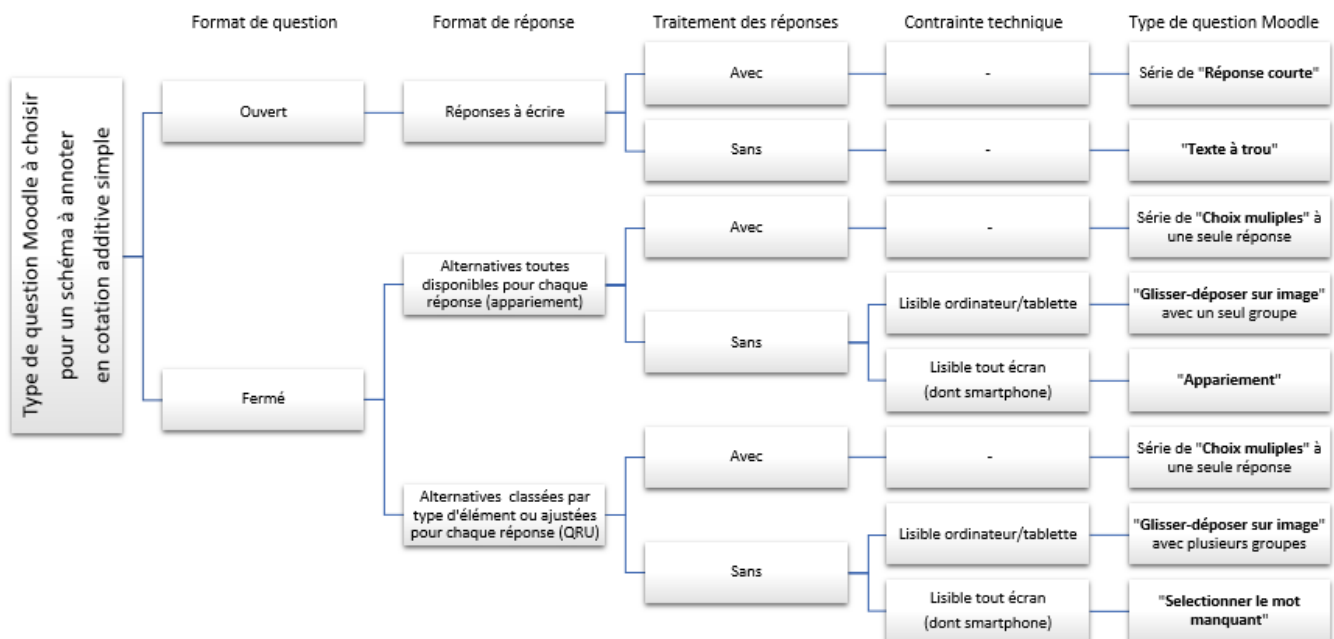 Format de question
Format de réponse
Traitement des réponses
Contrainte technique
Type de question Moodle
Type de question Moodle à choisir
pour un schéma à annoter
en cotation additive simple
Ouvert
Réponses à écrire
Avec
-
Série de "Réponse courte"
Sans
-
"Texte à trou"
Fermé
Alternatives toutes
disponibles pour chaque
réponse (appariement)
Avec
-
Série de "Choix muliples" à
une seule réponse
Sans
Lisible ordinateur/tablette
"Glisser-déposer sur image"
avec un seul groupe
Lisible tout écran
(dont smartphone)
"Appariement"
Alternatives classées par
type d'élément ou ajustées
pour chaque réponse (QRU)
Avec
-
Série de "Choix muliples" à
une seule réponse
Sans
Lisible ordinateur/tablette
"Glisser-déposer sur image"
avec plusieurs groupes
Lisible tout écran
(dont smartphone)
"Selectionner le mot
manquant"